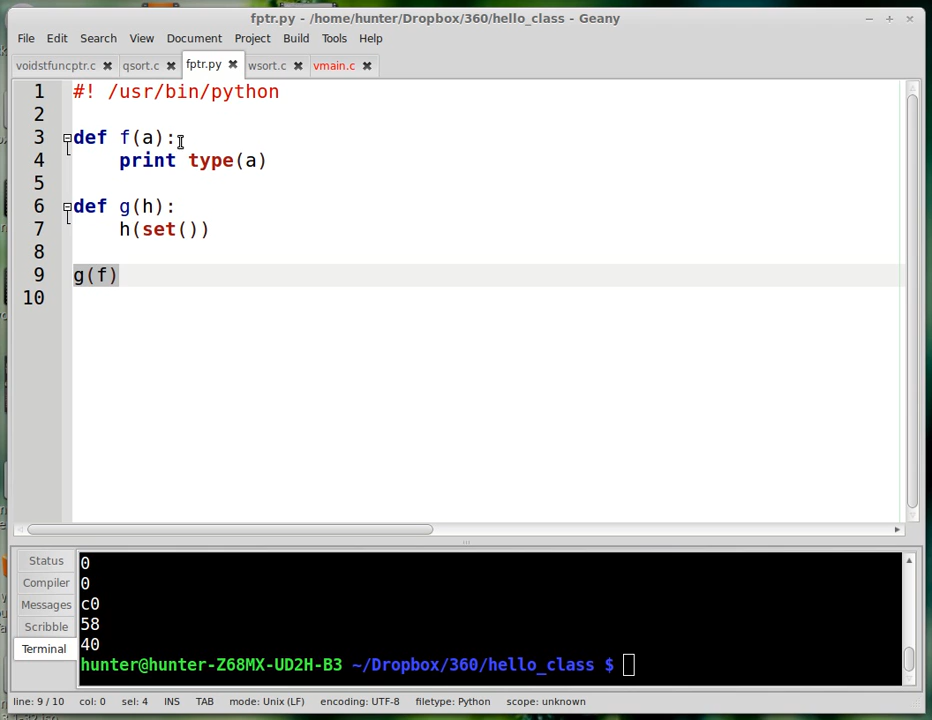 fptr.py - /home/hunter/Dropbox/360/hello_class - Geany
File Edit Search View Document Project Build Tools Help
voidstfuncptr.c qsort.c fptr.py wsort.c vmain.c
1 #! /usr/bin/python
2
3 def f(a):
4 print type(a)
5
6 def g(h):
7 h(set())
8
9 g(f)
10
Status
Compiler
Messages
Scribble
Terminal
0
0
c0
58
40
hunter@hunter-Z68MX-UD2H-B3 ~/Dropbox/360/hello_class $
line: 9 / 10 col: 0 sel: 4 INS TAB mode: Unix (LF) encoding: UTF-8 filetype: Python scope: unknown